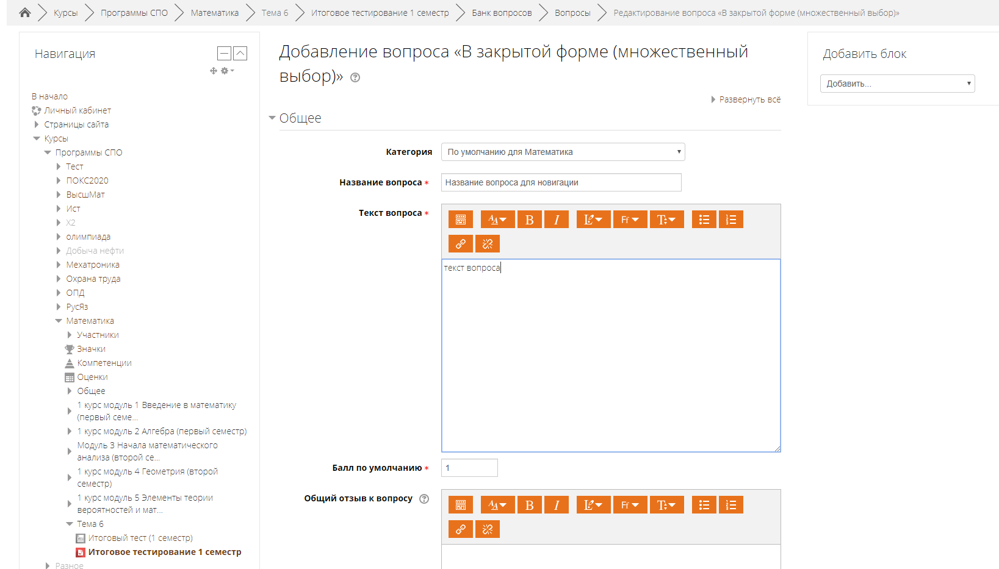 Курсы Программы СПО Математика Тема 6 Итоговое тестирование 1 семестр Банк вопросов Вопросы Редактирование вопроса «В закрытой форме (множественный выбор)»
Навигация
В начало
Личный кабинет
Страницы сайта
Курсы
Программы СПО
Тест
ПОКС2020
ВысшМат
Ист
Х2
олимпиада
Добыча нефти
Мехатроника
Охрана труда
ОПД
РусЯз
Математика
Участники
Значки
Компетенции
Оценки
Общее
1 курс модуль 1 Введение в математику
(первый семе...
1 курс модуль 2 Алгебра (первый семестр)
Модуль 3 Начала математического
анализа (второй се...
1 курс модуль 4 Геометрия (второй
семестр)
1 курс модуль 5 Элементы теории
вероятностей и мат...
Тема 6
Итоговый тест (1 семестр)
Итоговое тестирование 1 семестр
Разное
Добавление вопроса «В закрытой форме (множественный
выбор)»
Развернуть всё
Общее
Категория По умолчанию для Математика
Название вопроса * Название вопроса для новигации
Текст вопроса *
текст вопроса
Балл по умолчанию * 1
Общий отзыв к вопросу
Добавить блок
Добавить...